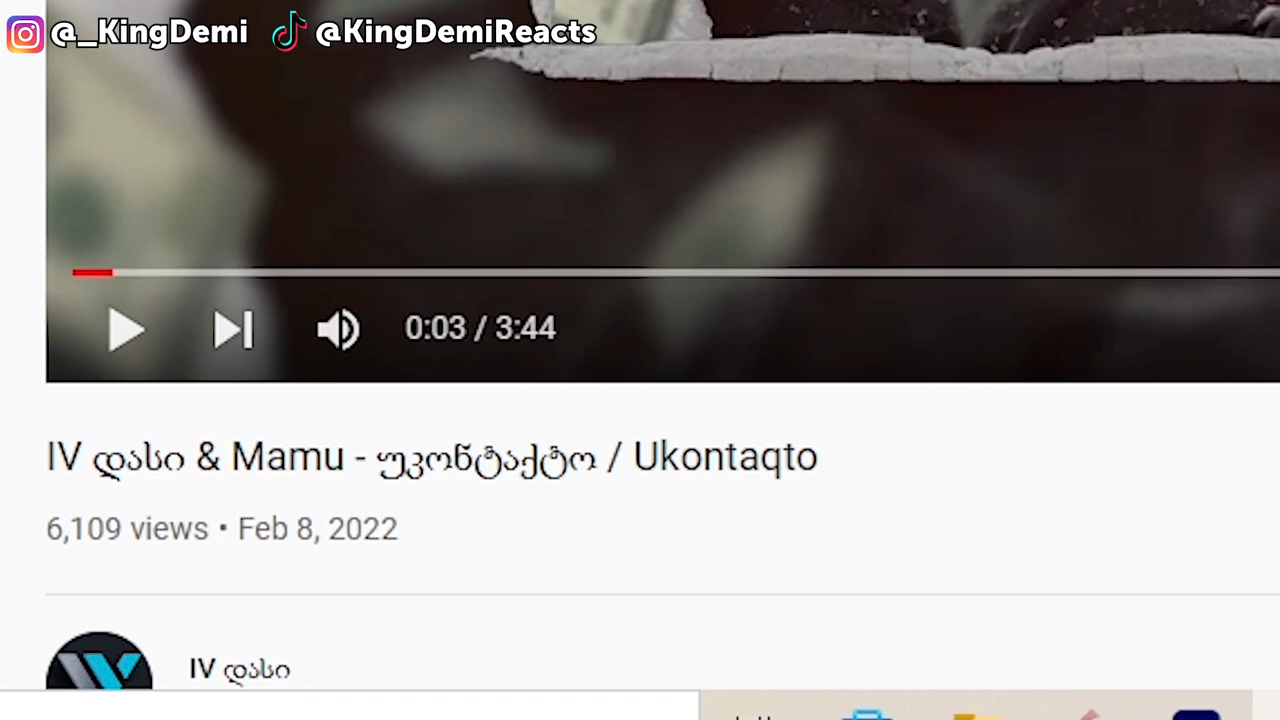 @_KingDemi @KingDemiReacts
0:03 / 3:44
IV დასი & Mamu - უკონტაქტო / Ukontaqto
6,109 views • Feb 8, 2022
IV დასი